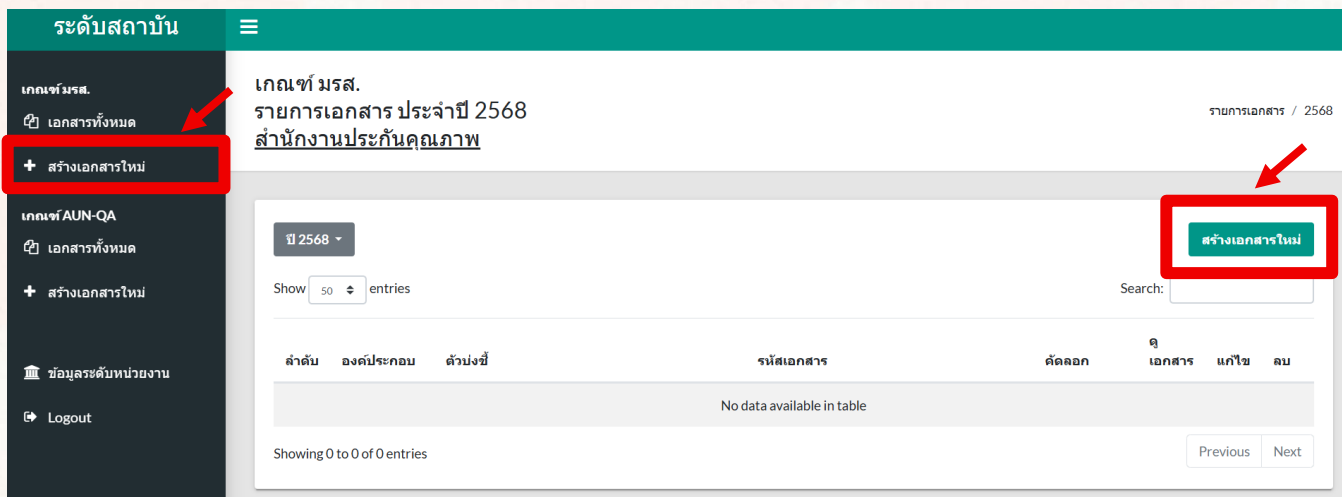 ระดับสถาบัน
เกณฑ์ มรส.
เอกสารทั้งหมด
สร้างเอกสารใหม่
เกณฑ์ AUN-QA
เอกสารทั้งหมด
สร้างเอกสารใหม่
ข้อมูลระดับหน่วยงาน
Logout
เกณฑ์ มรส.
รายการเอกสาร ประจำปี 2568
สำนักงานประกันคุณภาพ
รายการเอกสาร / 2568
ปี 2568
สร้างเอกสารใหม่
Show 50 entries
Search:
ลำดับ องค์ประกอบ ตัวบ่งชี้ รหัสเอกสาร คัดลอก ดูเอกสาร แก้ไข ลบ
No data available in table
Showing 0 to 0 of 0 entries
Previous Next